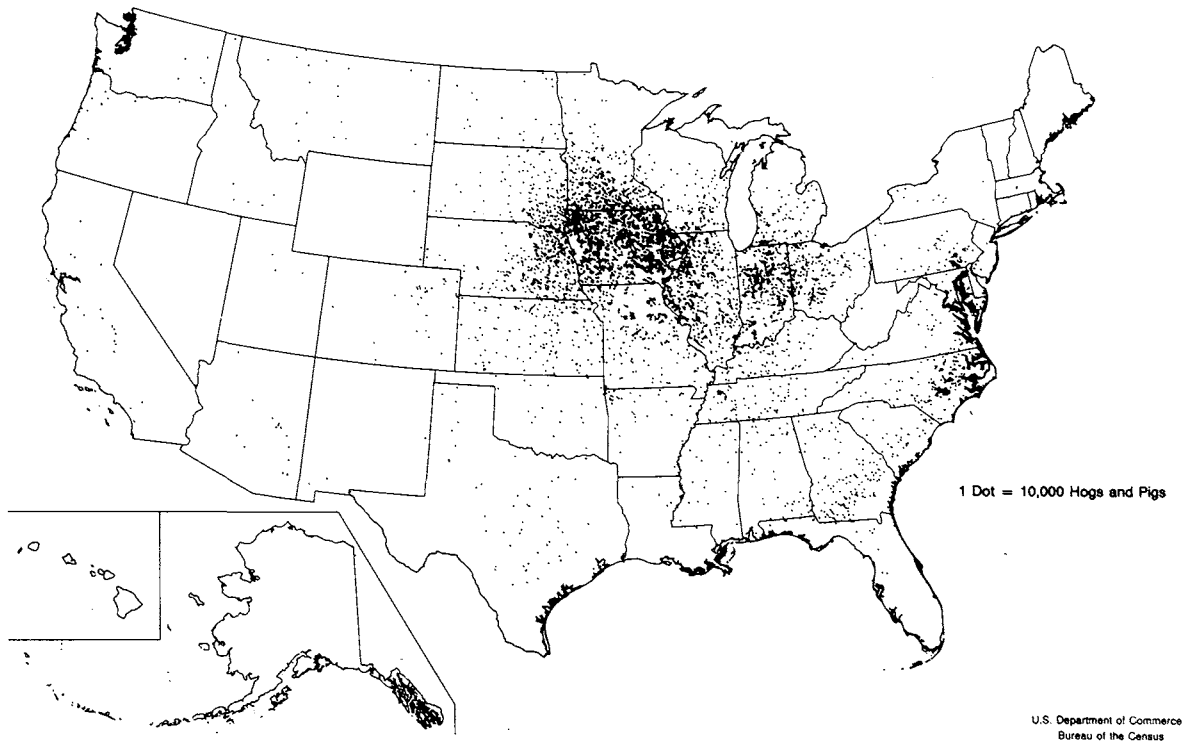 1 Dot = 10,000 Hogs and Pigs
U.S. Department of Commerce
Bureau of the Census